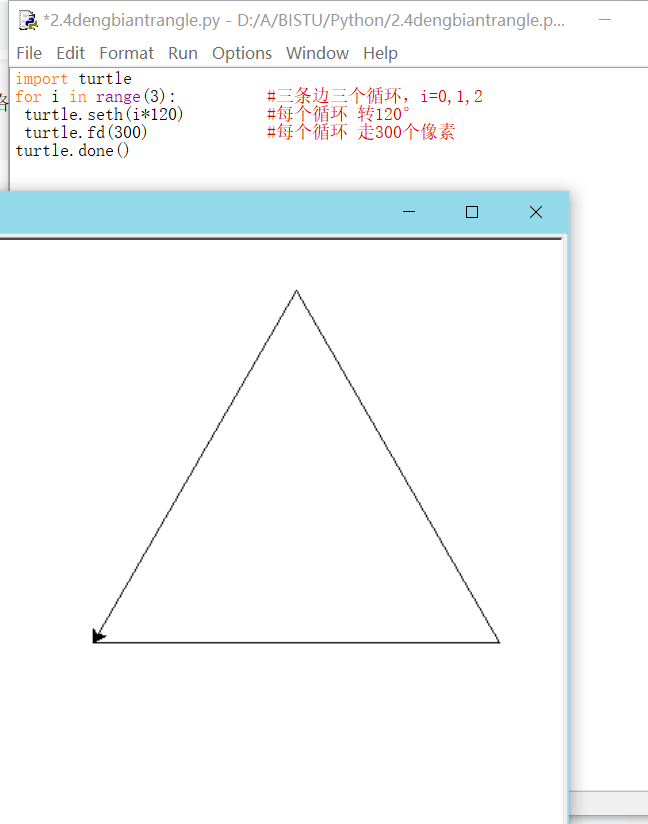 *2.4dengbiantrangle.py - D:/A/BISTU/Python/2.4dengbiantrangle.p...
File Edit Format Run Options Window Help
import turtle
for i in range(3): #三条边三个循环，i=0,1,2
 turtle.seth(i*120) #每个循环 转120°
 turtle.fd(300) #每个循环 走300个像素
turtle.done()